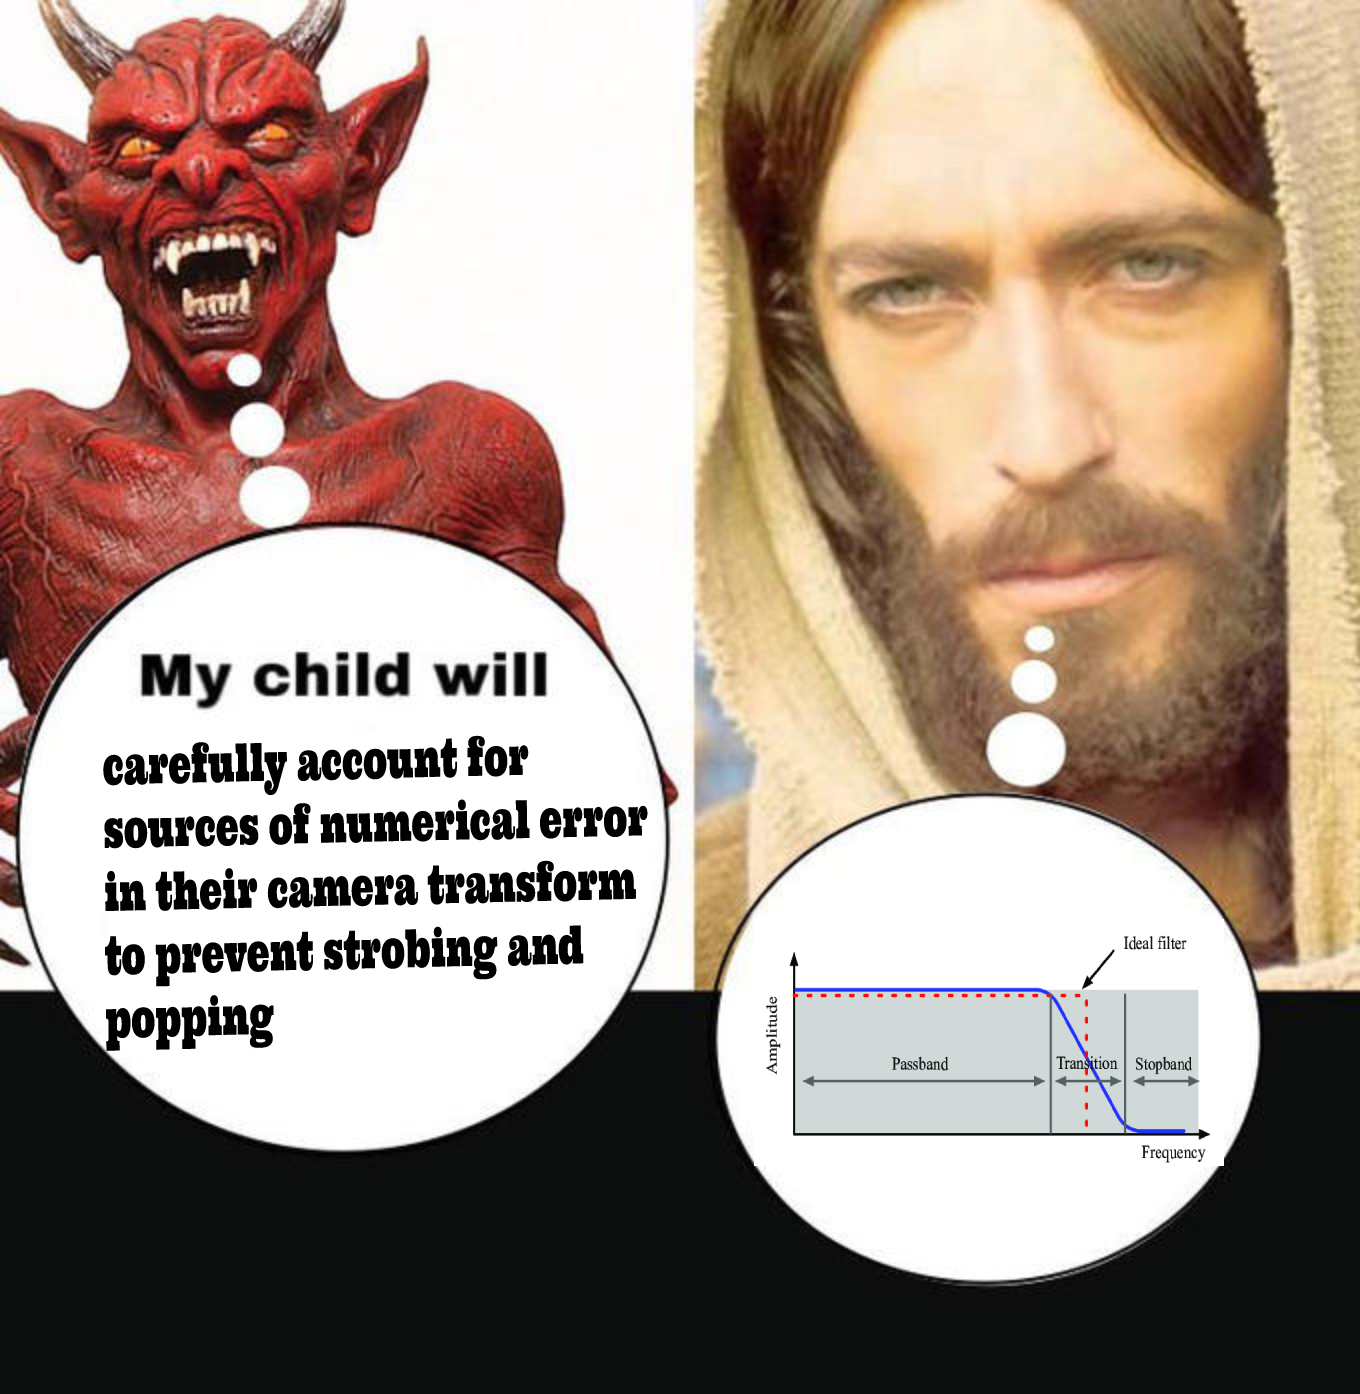 My child will
carefully account for
sources of numerical error
in their camera transform
to prevent strobing and
popping
Ideal filter
Amplitude
Passband
Transition
Stopband
Frequency